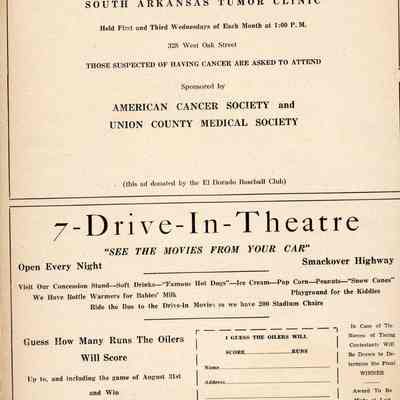 SOUTH ARKANSAS TUMOR CLINIC
Held First and Third Wednesdays of Each Month at 1:00 P. M.
328 West Oak Street
THOSE SUSPECTED OF HAVING CANCER ARE ASKED TO ATTEND
Sponsored by
AMERICAN CANCER SOCIETY and
UNION COUNTY MEDICAL SOCIETY
(this ad donated by the El Dorado Baseball Club)
7-Drive-In-Theatre
"SEE THE MOVIES FROM YOUR CAR"
Open Every Night
Smackover Highway
Visit Our Concession Stand—Soft Drinks—"Famous Hot Dogs"—Ice Cream—Pop Corn—Peanuts—"Snow Cones"
We Have Bottle Warmers for Babies' Milk
Playground for the Kiddies
Ride the Bus to the Drive-In Movies as we have 200 Stadium Chairs
Guess How Many Runs The Oilers
Will Score
Up to, and including the game of August 31st
and Win
I GUESS THE OILERS WILL
SCORE RUNS
Name
Address
In Case of Tie
Names of Tieing
Contestants Will
Be Drawn to De-
termine the Final
WINNER
Award To Be